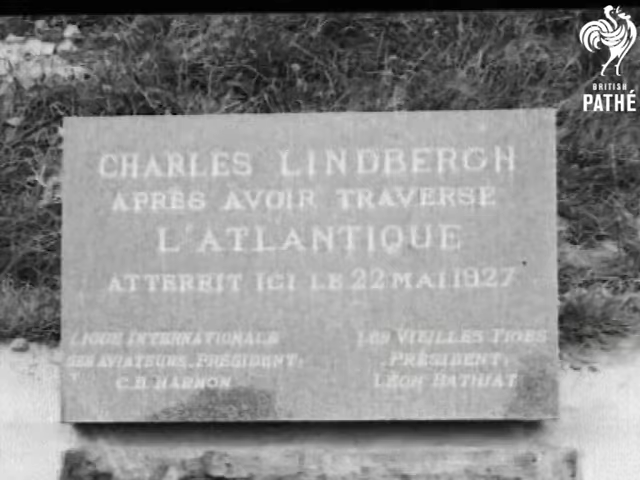 BRITISH
PATHÉ
CHARLES LINDBERGH
APRÈS AVOIR TRAVERSÉ
L'ATLANTIQUE
ATTERRIT ICI LE 22 MAI 1927
LIGUE INTERNATIONALE
DES AVIATEURS. PRÉSIDENT:
C.B. HARMON
LES VIEILLES TIGES
PRÉSIDENT:
LÉON BATHIAT